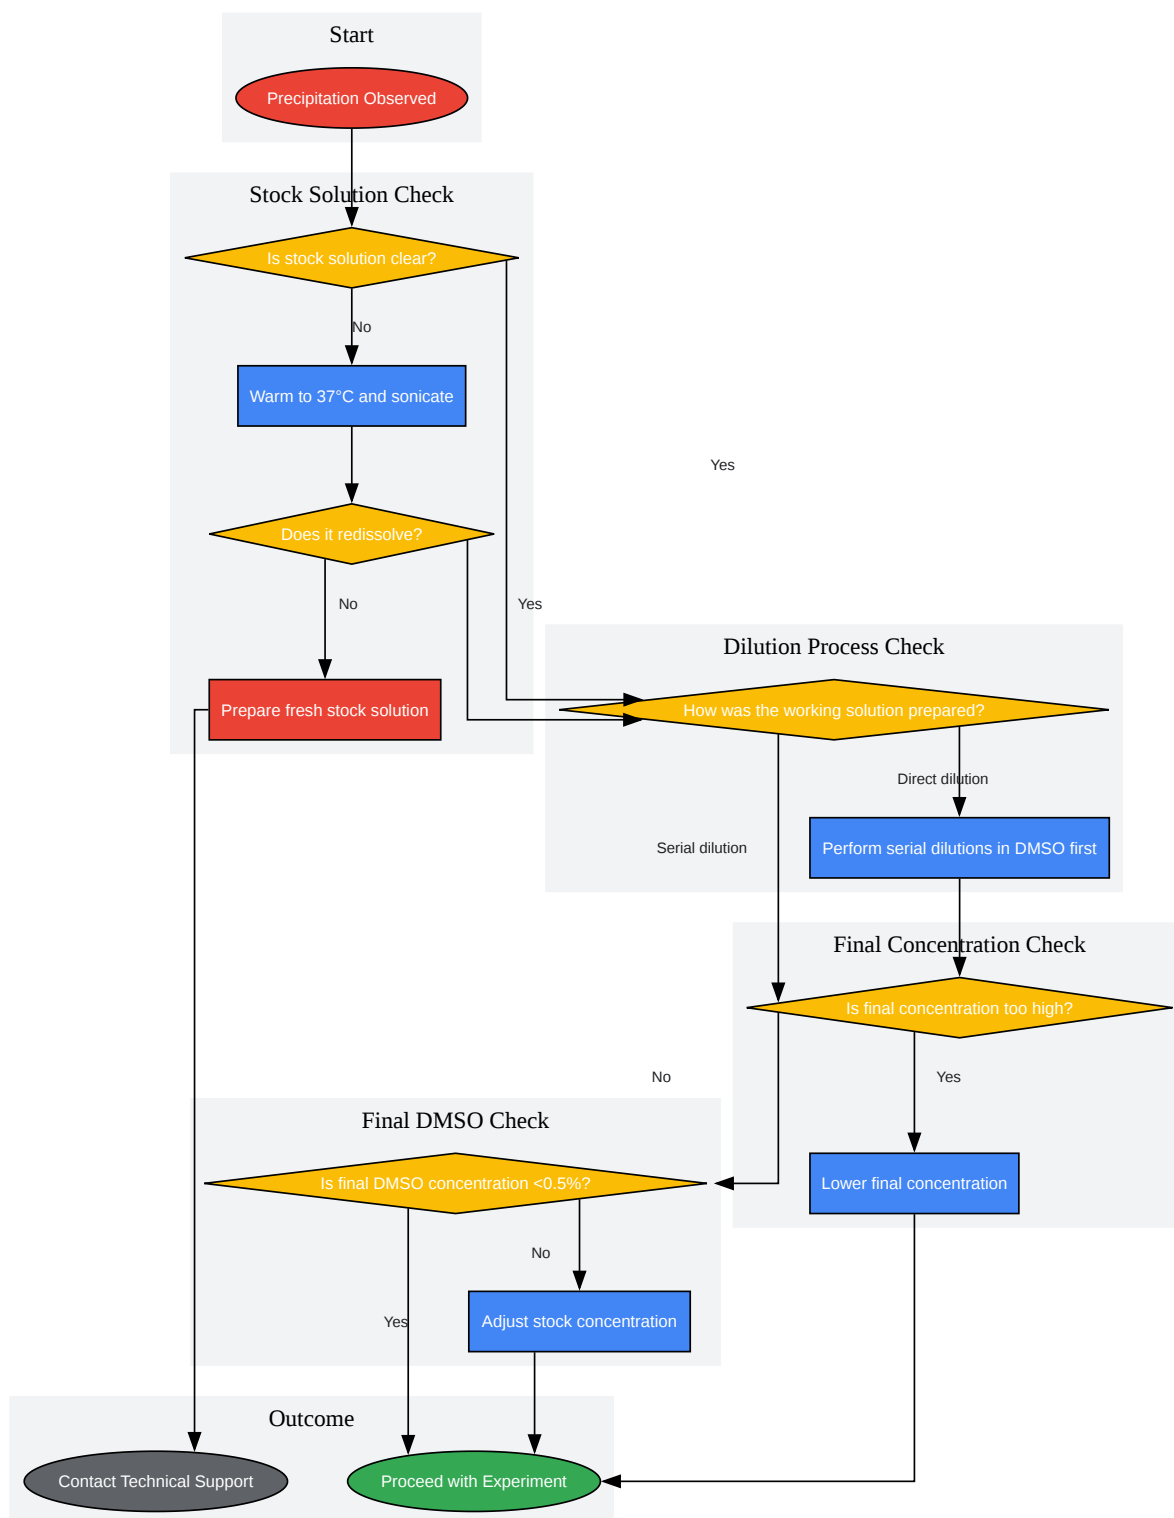 Start
Precipitation Observed
Stock Solution Check
Is stock solution clear?
No
Warm to 37°C and sonicate
Yes
Does it redissolve?
No
Yes
Dilution Process Check
Prepare fresh stock solution
How was the working solution prepared?
Direct dilution
Serial dilution
Perform serial dilutions in DMSO first
Final Concentration Check
Is final concentration too high?
No
Yes
Final DMSO Check
Is final DMSO concentration <0.5%?
Lower final concentration
No
Yes
Adjust stock concentration
Outcome
Contact Technical Support
Proceed with Experiment